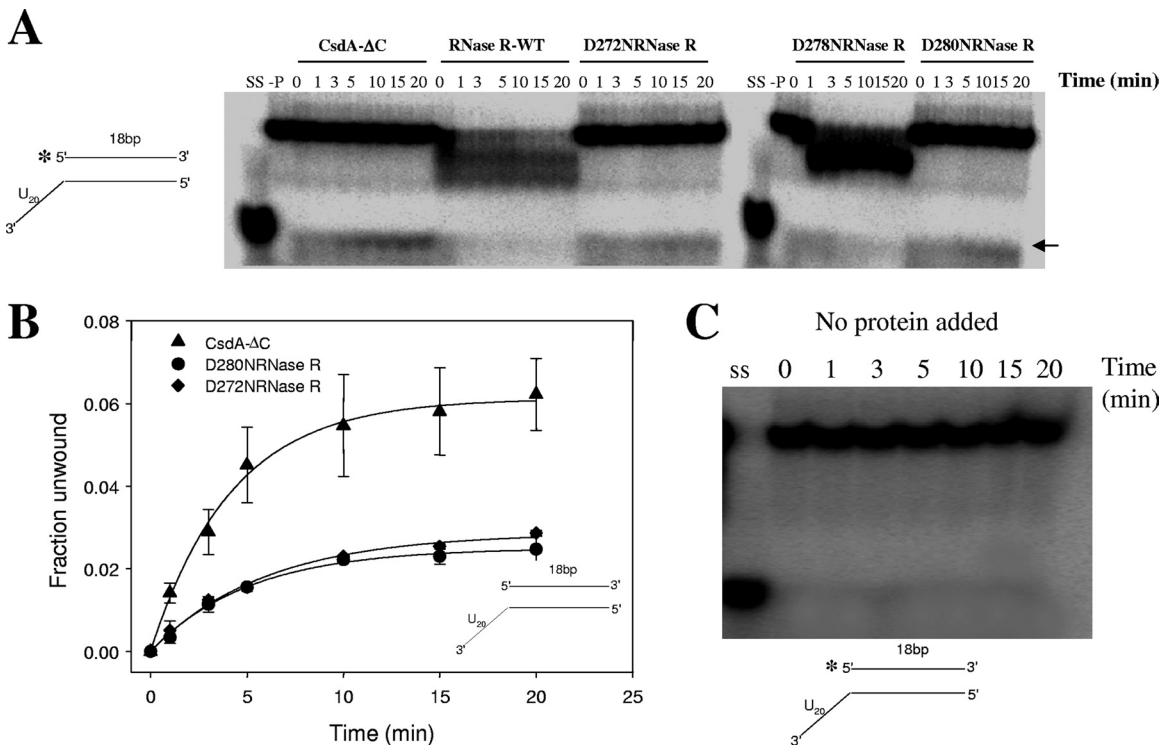 A
CsdA-ΔC RNase R-WT D272NRNase R D278NRNase R D280NRNase R
SS -P 0 1 3 5 10 15 20 0 1 3 5 10 15 20 0 1 3 5 10 15 20 SS -P 0 1 3 5 1015 20 0 1 3 5 1015 20 Time (min)
18bp
* 5' 3'
U20 5'
3'
B
0.08
0.06
0.04
0.02
0.00
Fraction unwound
CsdA-ΔC
D280NRNase R
D272NRNase R
18bp
5' 3'
U20 5'
3'
0 5 10 15 20 25
Time (min)
C
No protein added
ss 0 1 3 5 10 15 20 Time
(min)
18bp
* 5' 3'
U20 5'
3'